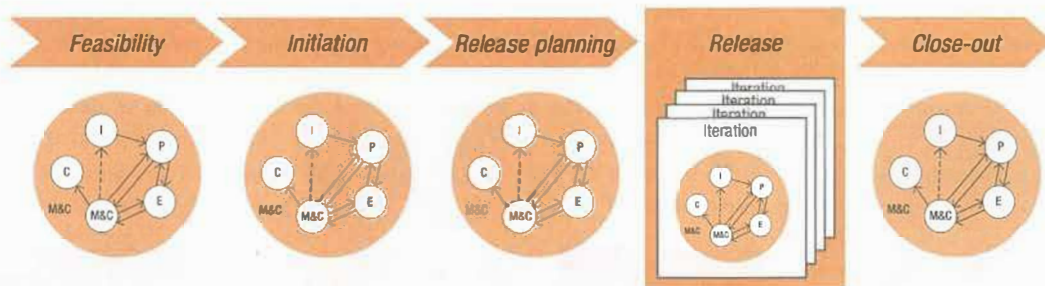 Feasibility
Initiation
Release planning
Release
Close-out
I
P
C
E
M&C
M&C
I
P
C
E
M&C
M&C
I
P
C
E
M&C
M&C
Iteration
Iteration
Iteration
Iteration
I
P
C
E
M&C
M&C
I
P
C
E
M&C
M&C